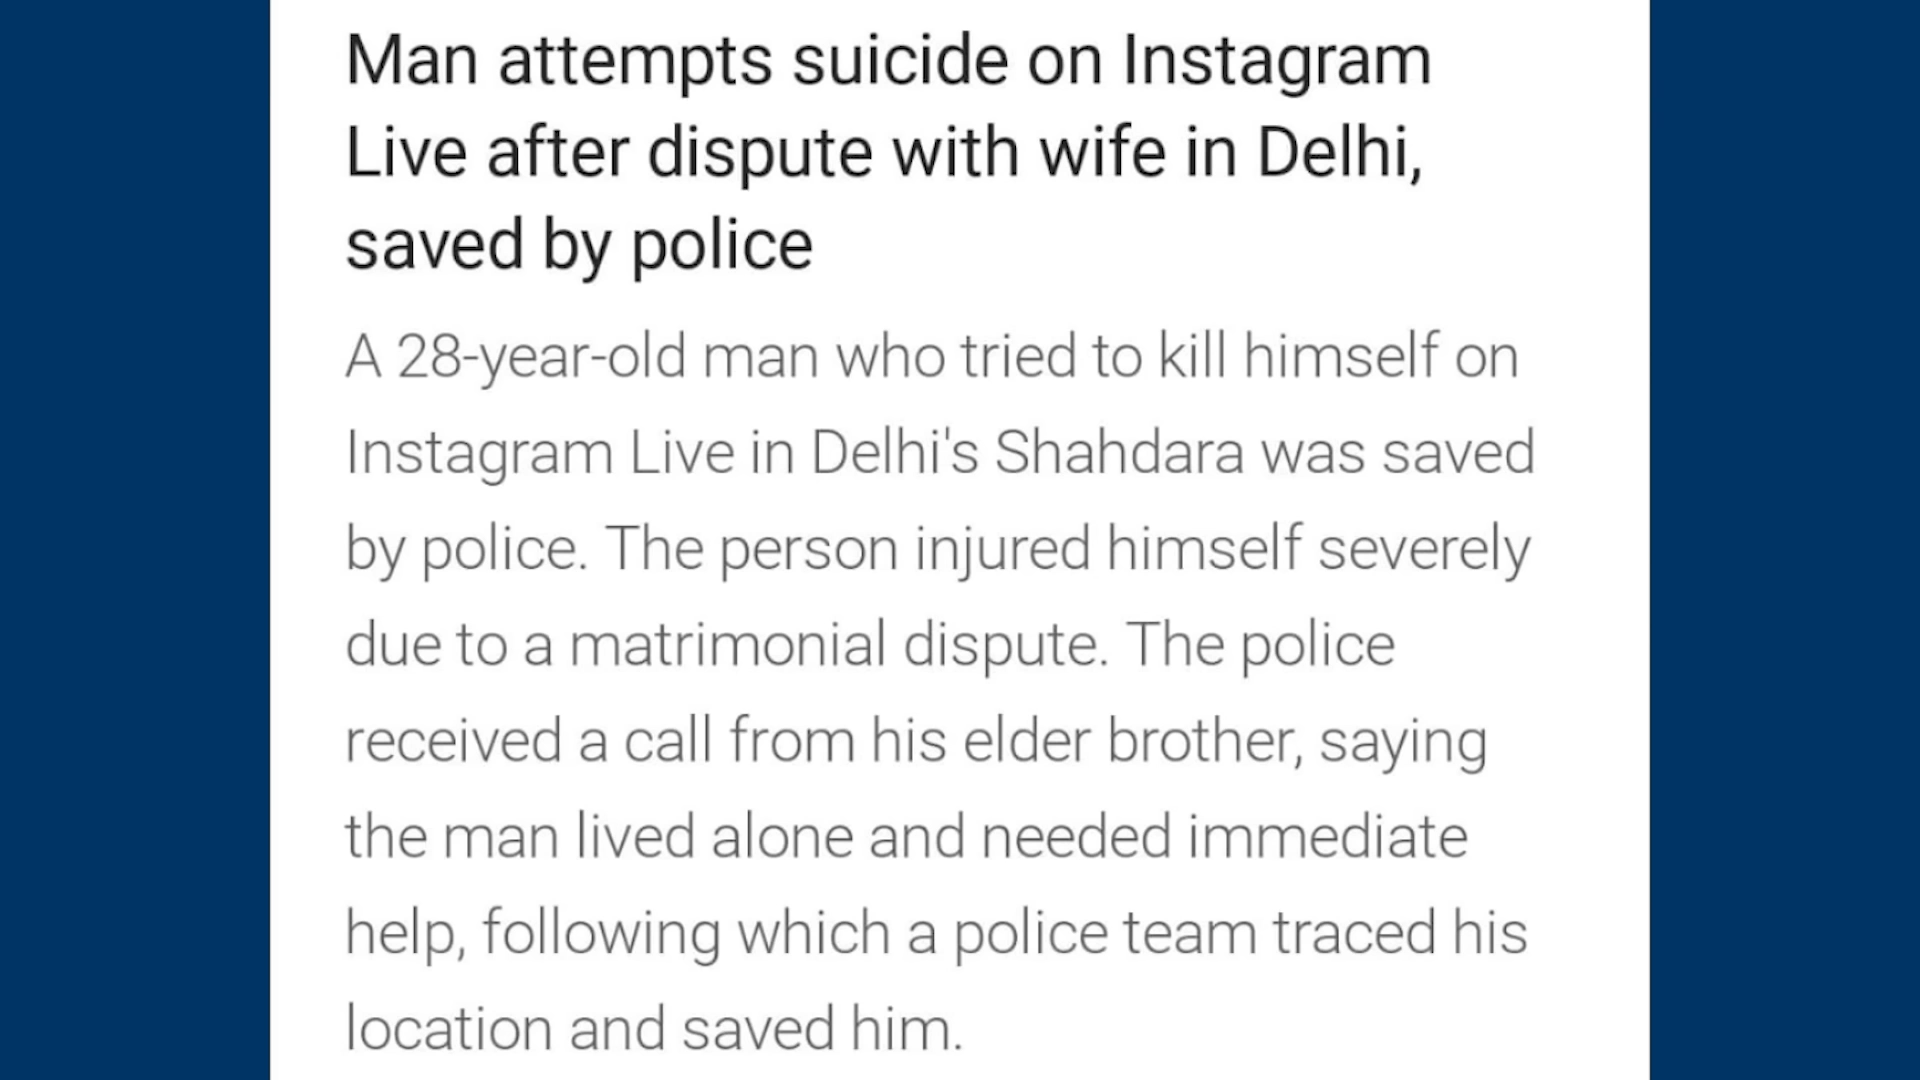 Man attempts suicide on Instagram
Live after dispute with wife in Delhi,
saved by police
A 28-year-old man who tried to kill himself on
Instagram Live in Delhi's Shahdara was saved
by police. The person injured himself severely
due to a matrimonial dispute. The police
received a call from his elder brother, saying
the man lived alone and needed immediate
help, following which a police team traced his
location and saved him.